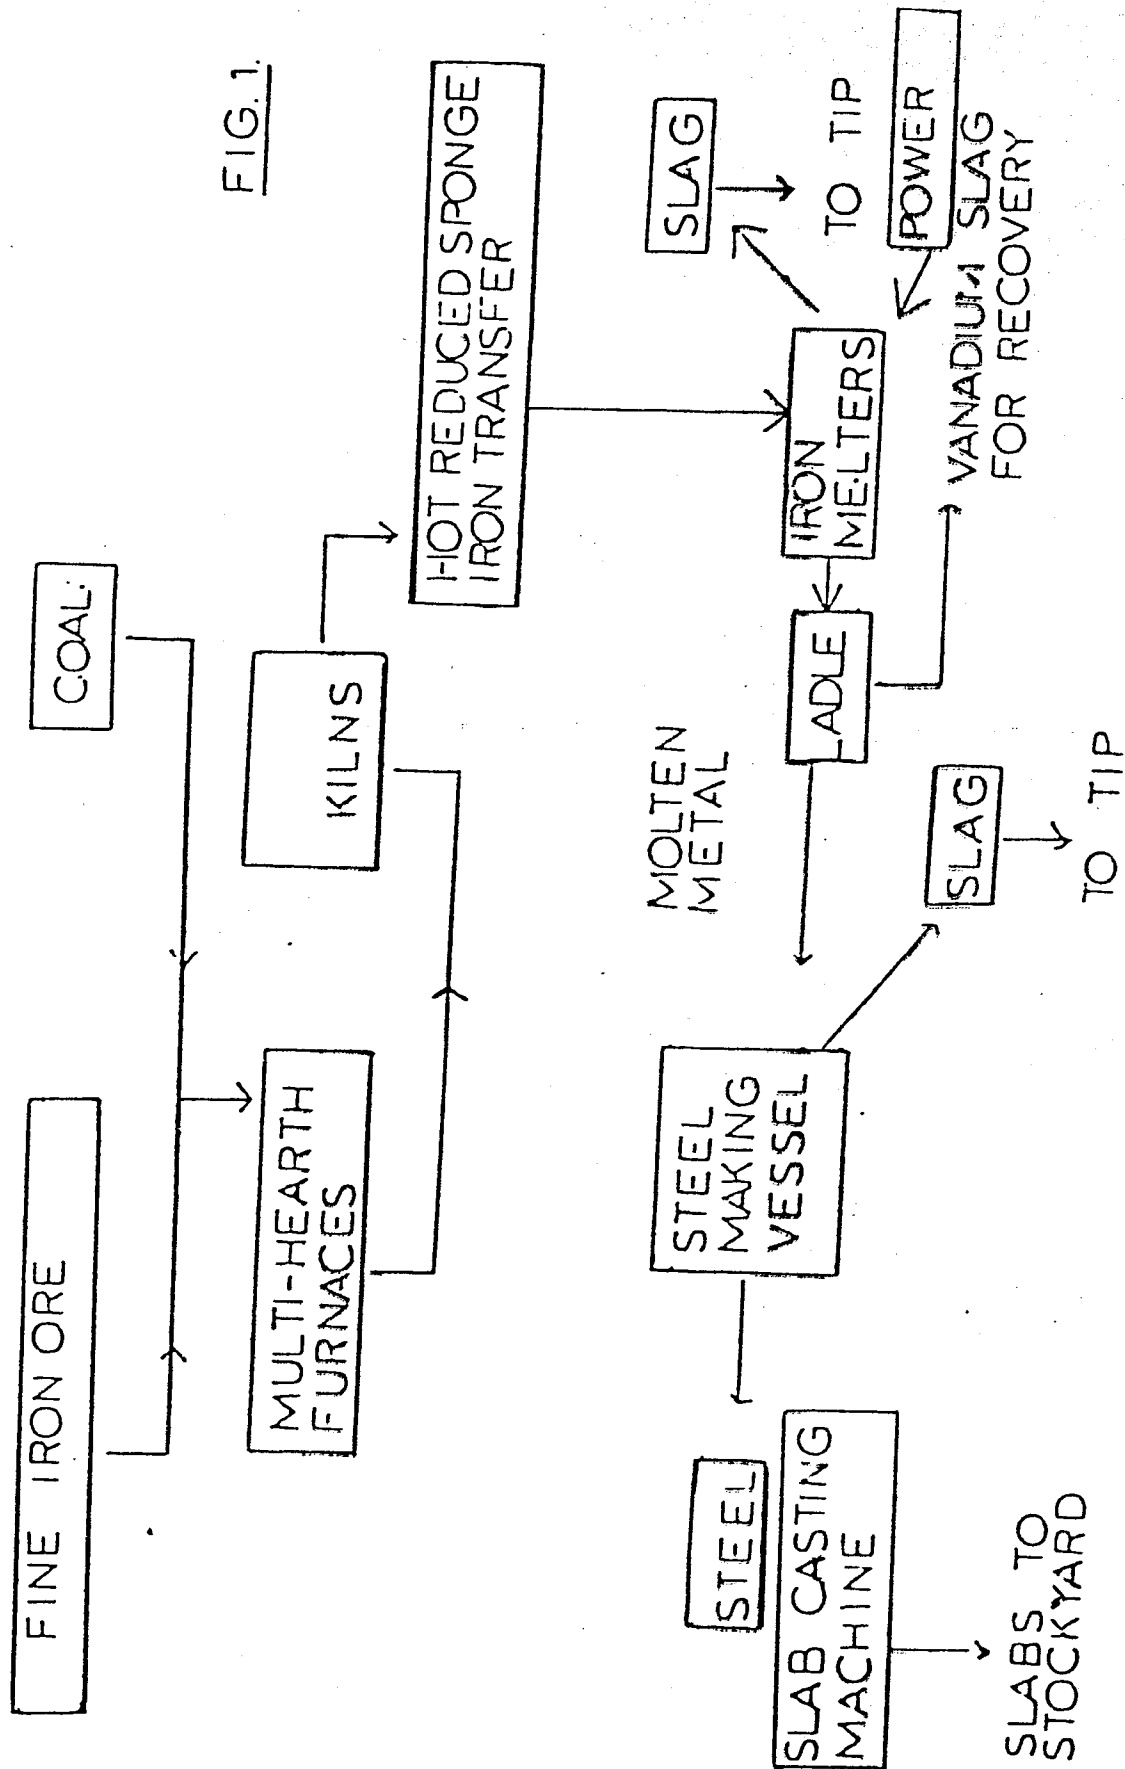 FIG. 1.
FINE IRON ORE
COAL.
MULTI-HEARTH
FURNACES
KILNS
HOT REDUCED SPONGE
IRON TRANSFER
SLAG
TO TIP
POWER
IRON
MELTERS
LADLE
VANADIUM SLAG
FOR RECOVERY
MOLTEN
METAL
STEEL
MAKING
VESSEL
SLAG
TO TIP
STEEL
SLAB CASTING
MACHINE
SLABS TO
STOCKYARD